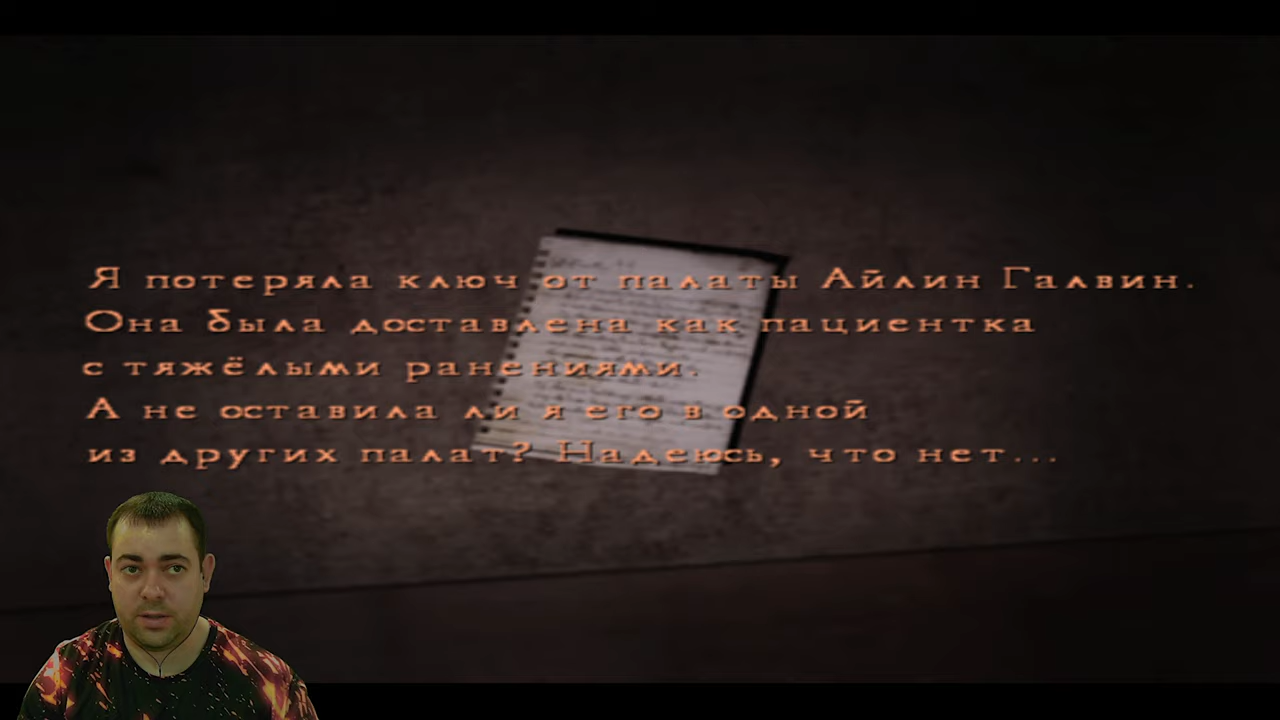 Я потеряла ключ от палаты Айлин Галвин.
Она была доставлена как пациентка
с тяжёлыми ранениями.
А не оставила ли я его в одной
из других палат? Надеюсь, что нет...